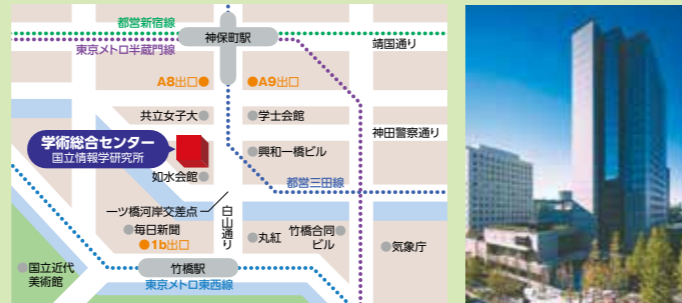 都営新宿線
神保町駅
靖国通り
東京メトロ半蔵門線
A8出口
A9出口
共立女子大
学士会館
神田警察通り
学術総合センター
国立情報学研究所
興和一橋ビル
如水会館
都営三田線
一ツ橋河岸交差点
白山通り
毎日新聞
1b出口
丸紅
竹橋合同
ビル
気象庁
国立近代
美術館
竹橋駅
東京メトロ東西線